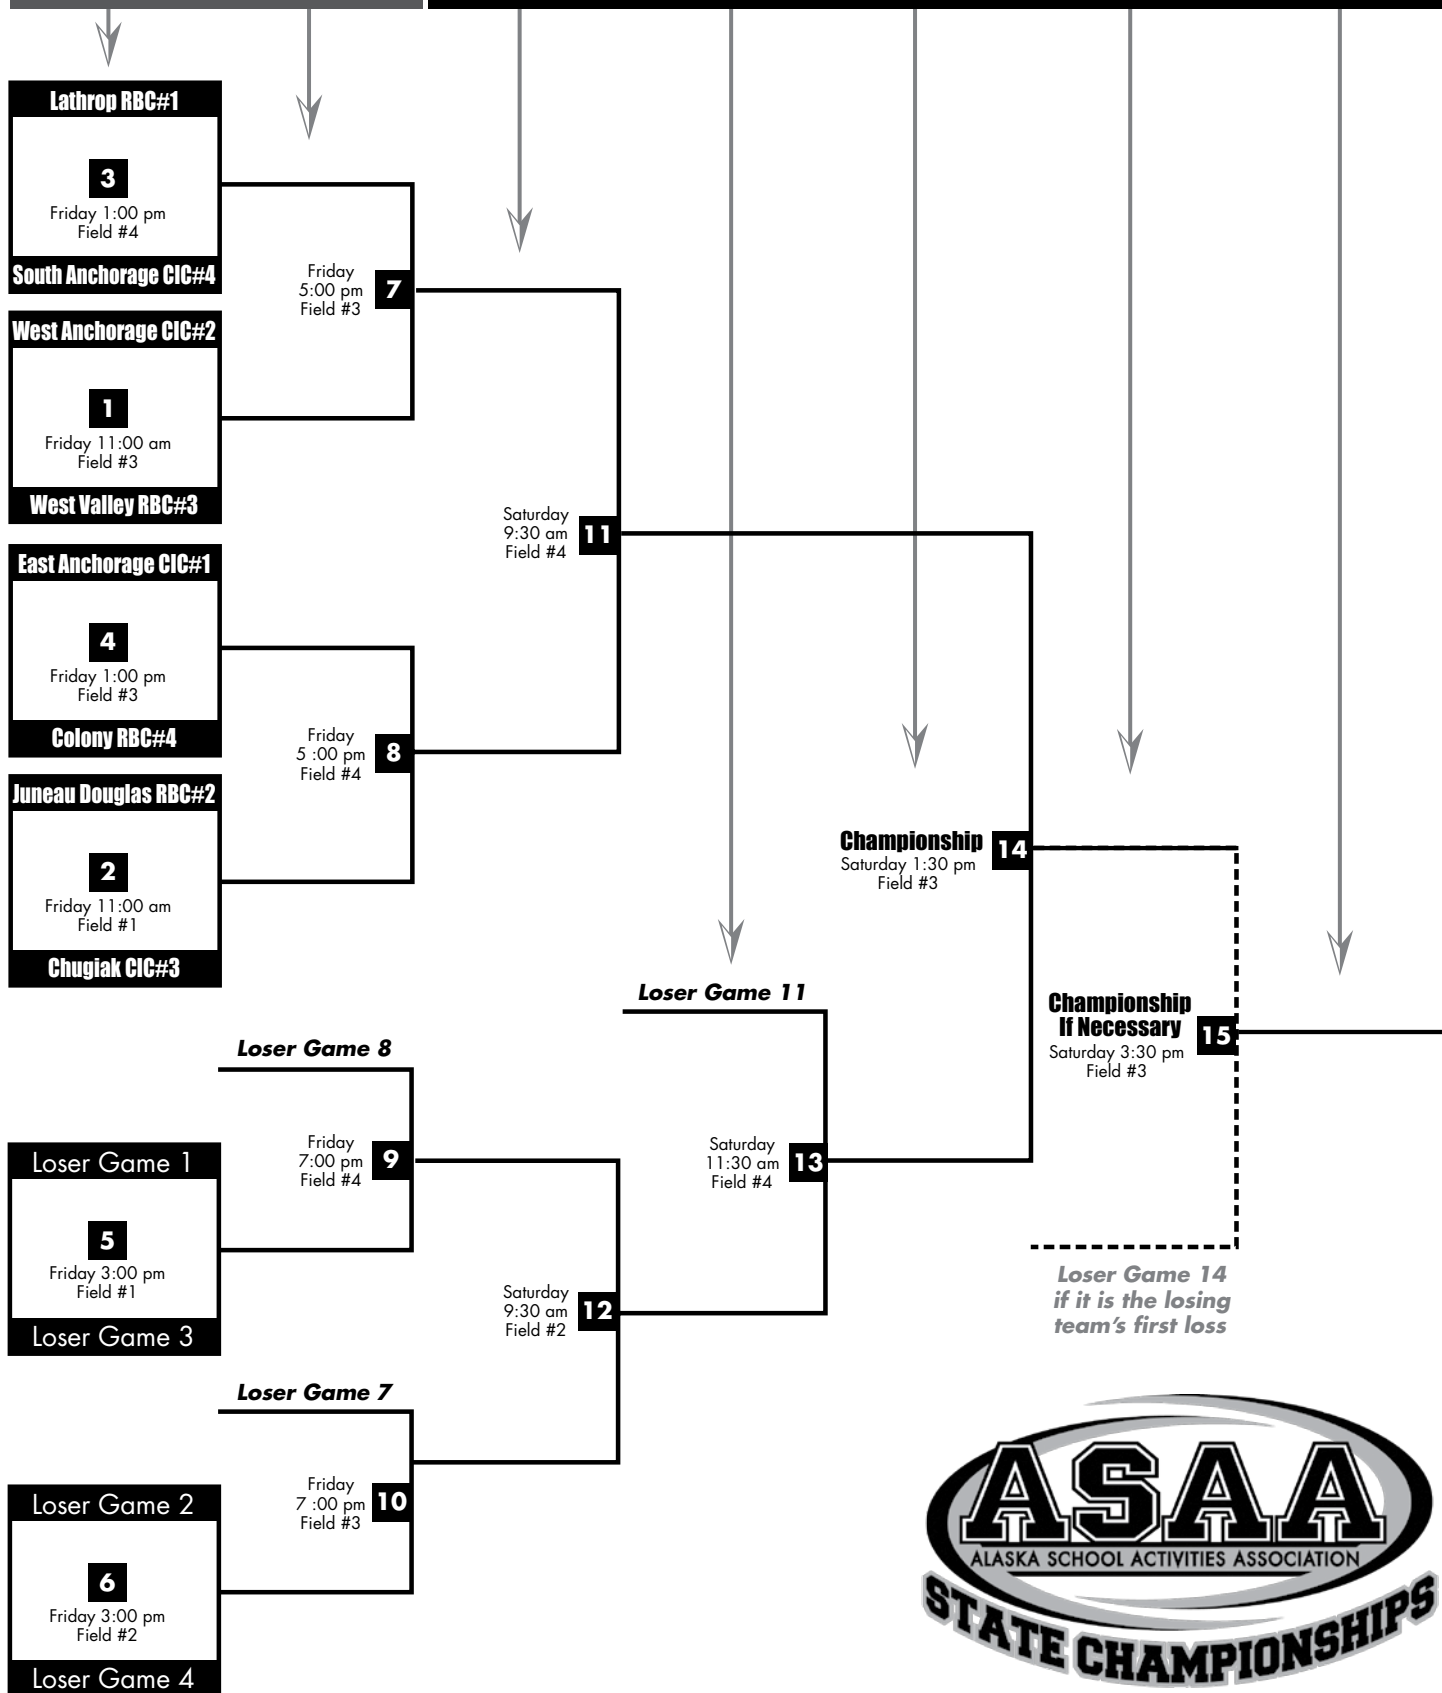 Lathrop RBC#1
3
Friday 1:00 pm
Field #4
South Anchorage CIC#4
West Anchorage CIC#2
1
Friday 11:00 am
Field #3
West Valley RBC#3
East Anchorage CIC#1
4
Friday 1:00 pm
Field #3
Colony RBC#4
Juneau Douglas RBC#2
2
Friday 11:00 am
Field #1
Chugiak CIC#3
Friday
5:00 pm
Field #3
7
Friday
5 :00 pm
Field #4
8
Saturday
9:30 am
Field #4
11
Championship
Saturday 1:30 pm
Field #3
14
Championship
If Necessary
Saturday 3:30 pm
Field #3
15
Loser Game 14
if it is the losing
team's first loss
Loser Game 11
Saturday
11:30 am
Field #4
13
Loser Game 8
Friday
7:00 pm
Field #4
9
Loser Game 1
5
Friday 3:00 pm
Field #1
Loser Game 3
Saturday
9:30 am
Field #2
12
Loser Game 7
Friday
7 :00 pm
Field #3
10
Loser Game 2
6
Friday 3:00 pm
Field #2
Loser Game 4
ASAA
ALASKA SCHOOL ACTIVITIES ASSOCIATION
STATE CHAMPIONSHIPS